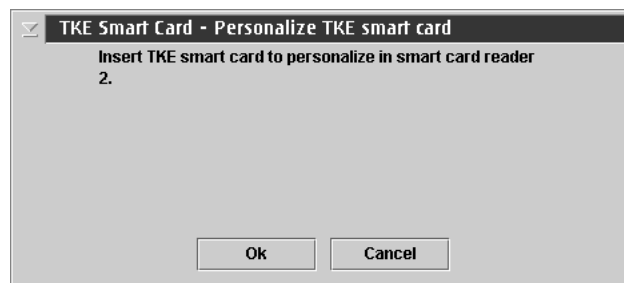 TKE Smart Card - Personalize TKE smart card
Insert TKE smart card to personalize in smart card reader
2.
Ok
Cancel